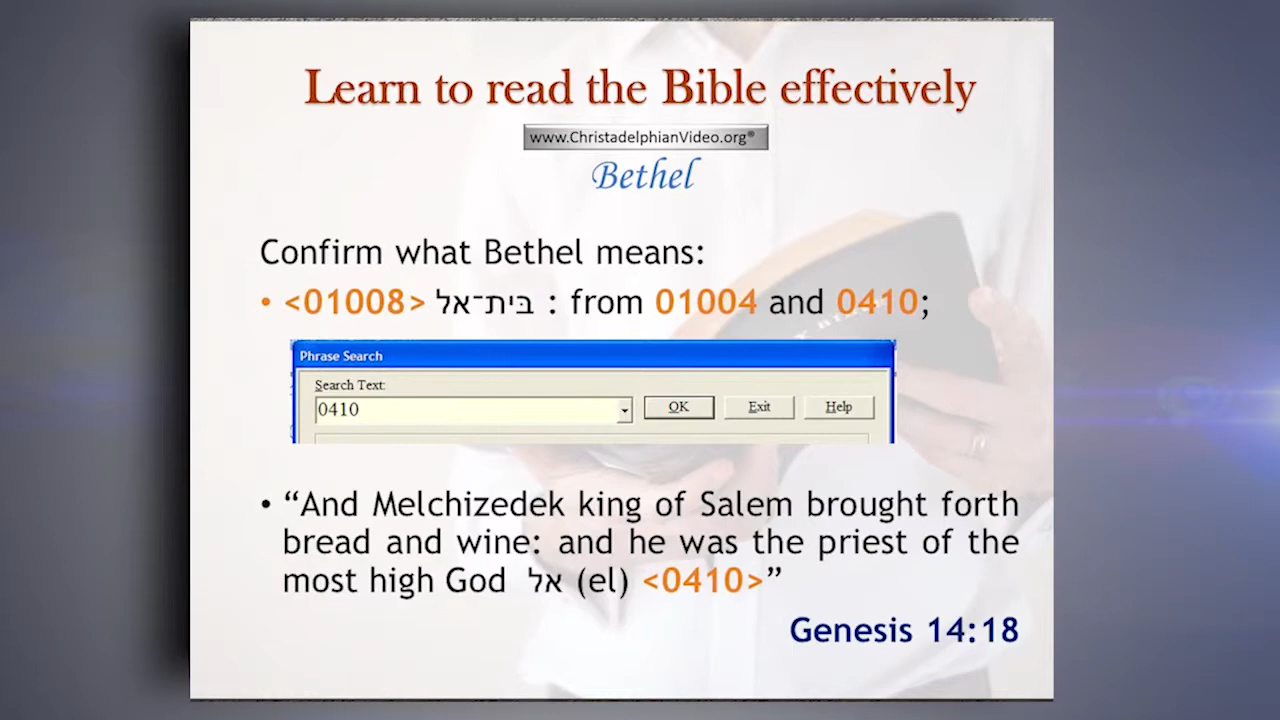 Learn to read the Bible effectively
www.ChristadelphianVideo.org®
Bethel
Confirm what Bethel means:
• <01008> בּית־אל : from 01004 and 0410;
Phrase Search
Search Text:
0410 OK Exit Help
• “And Melchizedek king of Salem brought forth
bread and wine: and he was the priest of the
most high God אל (el) <0410>”
Genesis 14:18